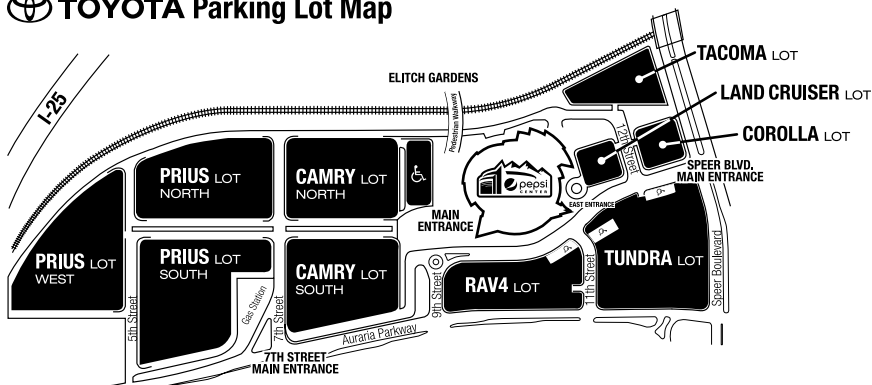 TOYOTA Parking Lot Map
I-25
ELITCH GARDENS
Pedestrian Walkway
TACOMA LOT
LAND CRUISER LOT
COROLLA LOT
12th Street
SPEER BLVD.
MAIN ENTRANCE
PRIUS LOT
NORTH
CAMRY LOT
NORTH
pepsi
CENTER
EAST ENTRANCE
MAIN
ENTRANCE
PRIUS LOT
WEST
PRIUS LOT
SOUTH
CAMRY LOT
SOUTH
RAV4 LOT
TUNDRA LOT
5th Street
Gas Station
7th Street
9th Street
11th Street
Speer Boulevard
Auraria Parkway
7TH STREET
MAIN ENTRANCE